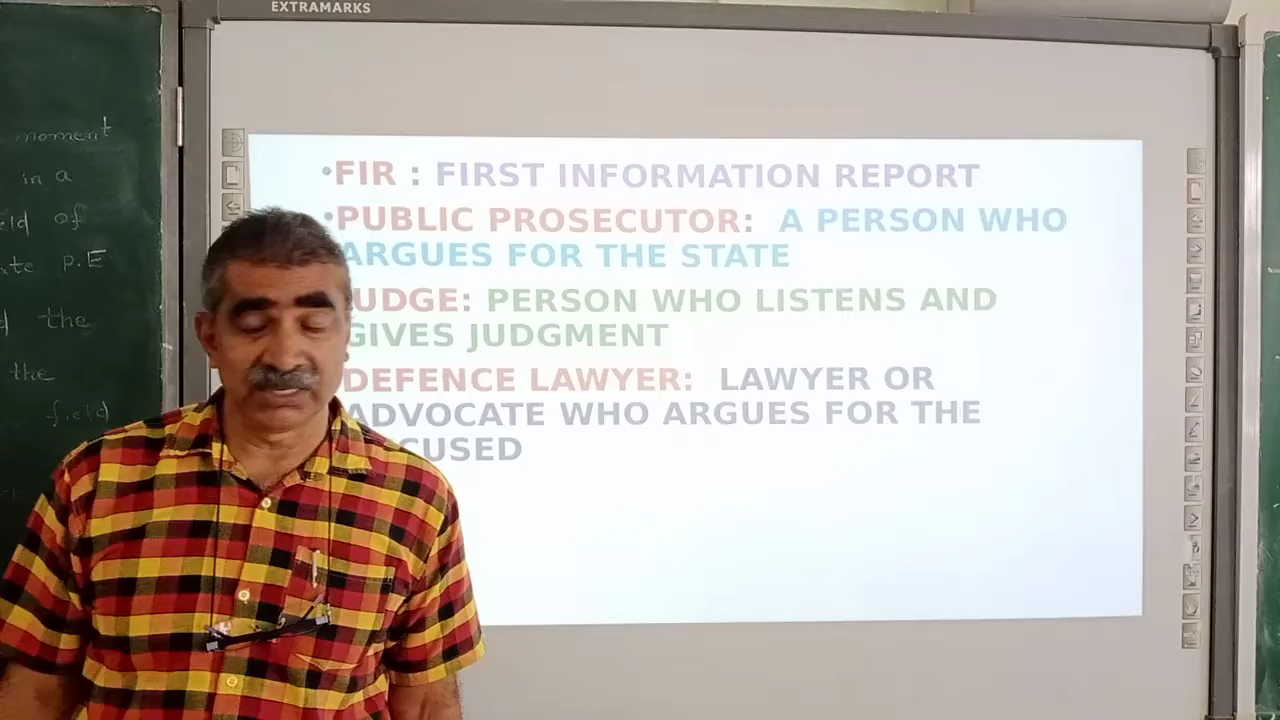 EXTRAMARKS
moment
in a
of
P.E
the
the
field
•FIR : FIRST INFORMATION REPORT
•PUBLIC PROSECUTOR: A PERSON WHO
ARGUES FOR THE STATE
UDGE: PERSON WHO LISTENS AND
GIVES JUDGMENT
DEFENCE LAWYER: LAWYER OR
ADVOCATE WHO ARGUES FOR THE
CUSED